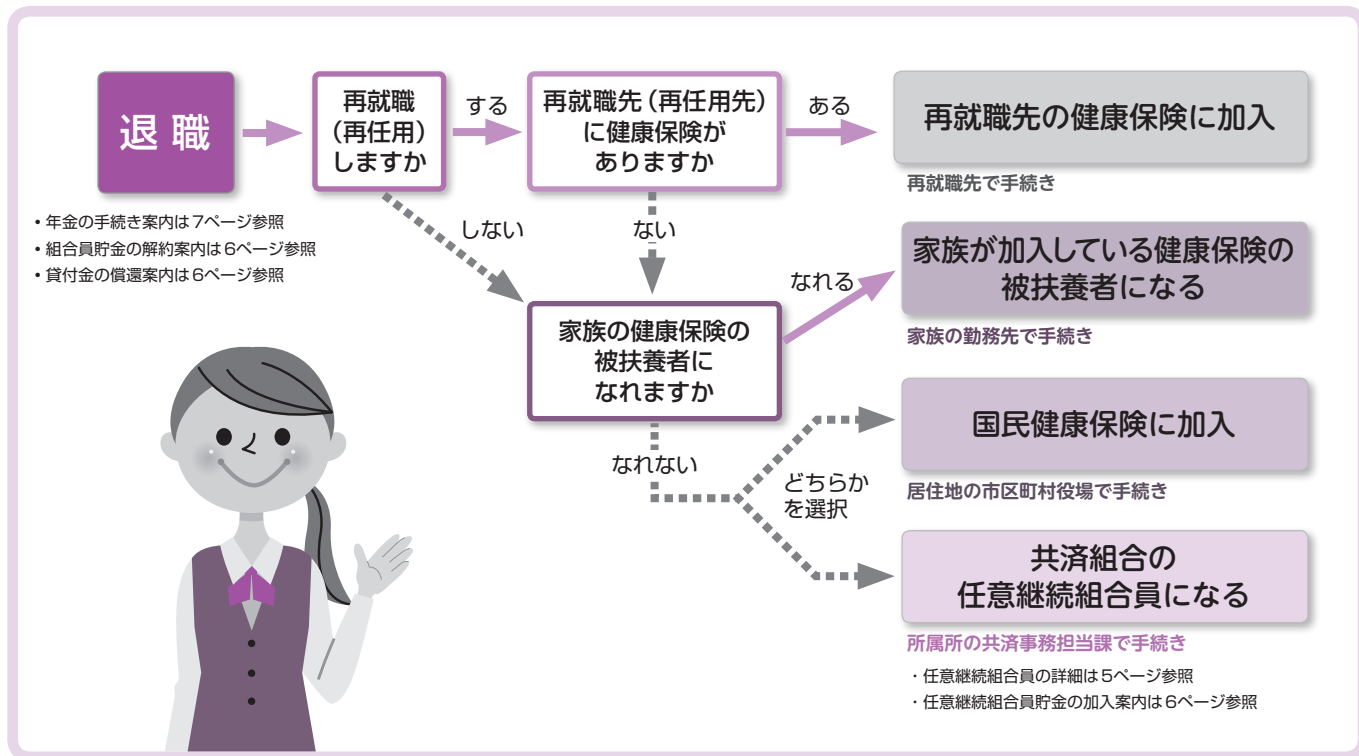 退 職
・年金の手続き案内は7ページ参照
・組合員貯金の解約案内は6ページ参照
・貸付金の償還案内は6ページ参照
再就職
（再任用）
しますか
する
しない
再就職先（再任用先）
に健康保険が
ありますか
ある
ない
再就職先の健康保険に加入
再就職先で手続き
家族の健康保険の
被扶養者に
なれますか
なれる
なれない
家族が加入している健康保険の
被扶養者になる
家族の勤務先で手続き
どちらか
を選択
国民健康保険に加入
居住地の市区町村役場で手続き
共済組合の
任意継続組合員になる
所属所の共済事務担当課で手続き
・任意継続組合員の詳細は5ページ参照
・任意継続組合員貯金の加入案内は6ページ参照